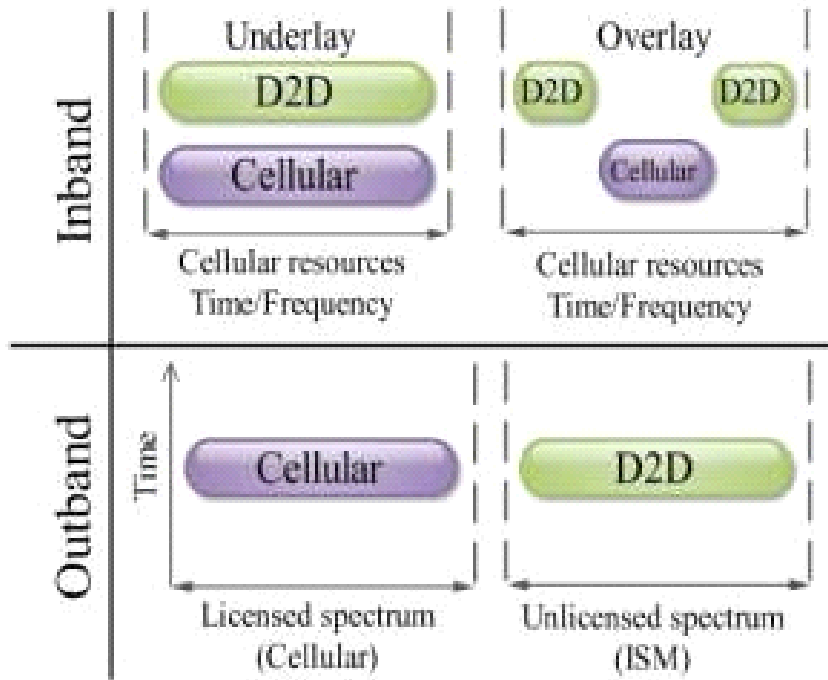 Inband
Underlay
D2D
Cellular
Cellular resources
Time/Frequency
Overlay
D2D
D2D
Cellular
Cellular resources
Time/Frequency
Outband
Time
Cellular
Licensed spectrum
(Cellular)
D2D
Unlicensed spectrum
(ISM)